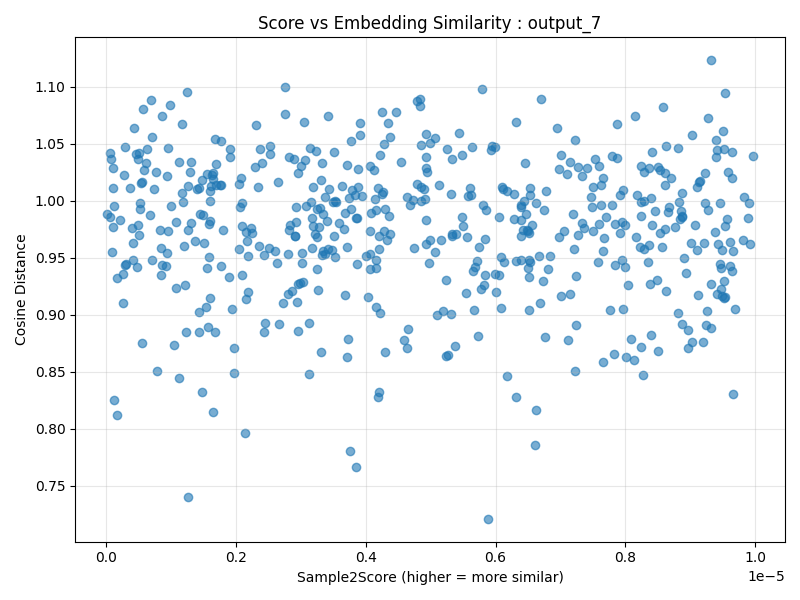 Score vs Embedding Similarity : output_7
Cosine Distance
1.10
1.05
1.00
0.95
0.90
0.85
0.80
0.75
0.0 0.2 0.4 0.6 0.8 1.0
1e−5
Sample2Score (higher = more similar)